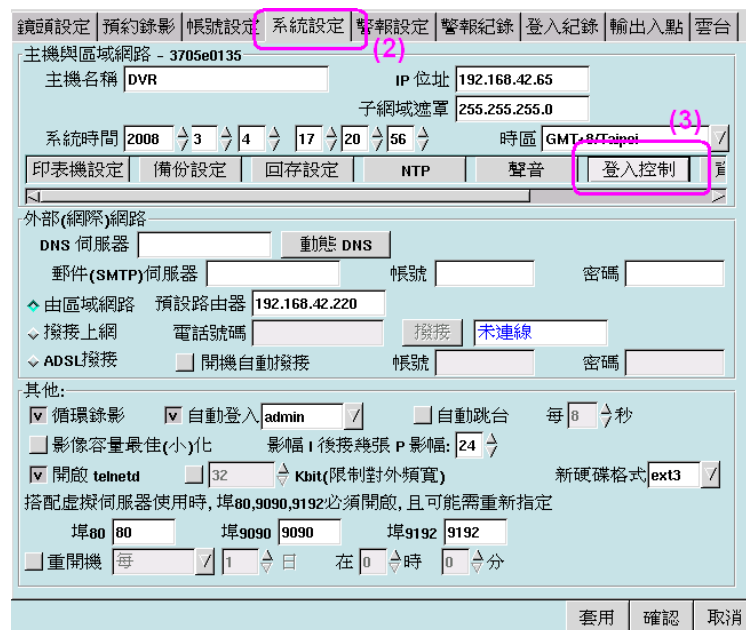 鏡頭設定 預約錄影 帳號設定 系統設定 警報設定 警報紀錄 登入紀錄 輸出入點 雲台
(2)
主機與區域網路 - 3705e0135
主機名稱 DVR IP 位址 192.168.42.65
子網域遮罩 255.255.255.0
(3)
系統時間 2008 3 4 17 20 56 時區 GMT+8/Taipei
印表機設定 備份設定 回存設定 NTP 聲音 登入控制
外部(網際)網路
DNS 伺服器 動態 DNS
郵件(SMTP)伺服器 帳號 密碼
由區域網路 預設路由器 192.168.42.220
撥接上網 電話號碼 撥接 未連線
ADSL撥接 開機自動撥接 帳號 密碼
其他:
循環錄影 自動登入 admin 自動跳台 每 8 秒
影像容量最佳(小)化 影幅 I 後接幾張 P 影幅: 24
開啟 telnetd 32 Kbit(限制對外頻寬) 新硬碟格式 ext3
搭配虛擬伺服器使用時, 埠80,9090,9192必須開啟, 且可能需重新指定
埠80 80 埠9090 9090 埠9192 9192
重開機 每 1 日 在 0 時 0 分
套用 確認 取消